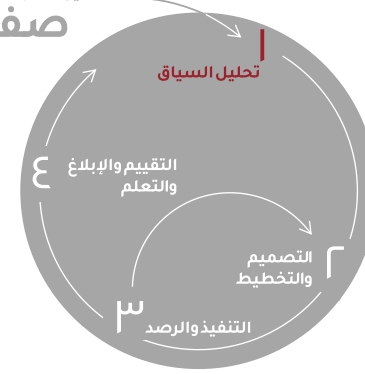 صف
١
تحليل السياق
٢
التصميم
والتخطيط
٣
التنفيذ والرصد
٤
التقييم والإبلاغ
والتعلم